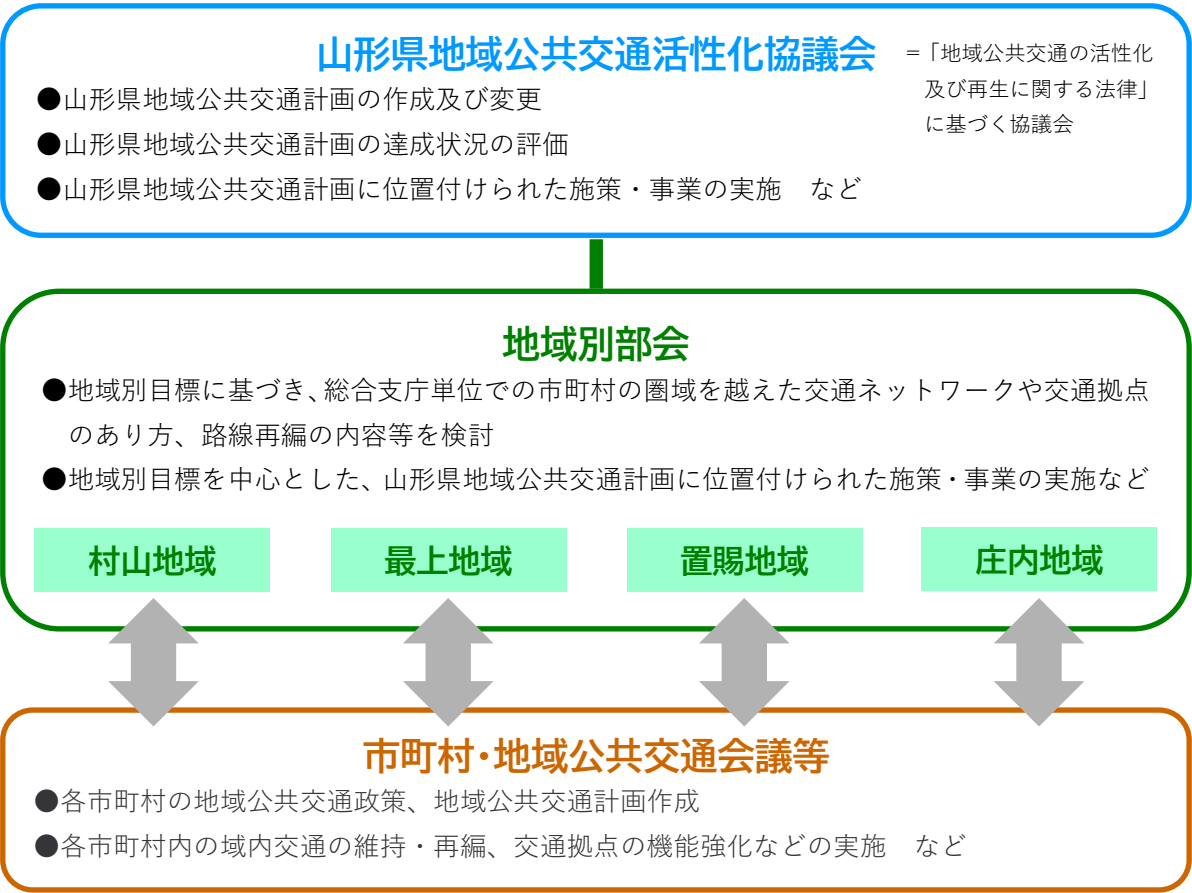 山形県地域公共交通活性化協議会
=「地域公共交通の活性化
及び再生に関する法律」
に基づく協議会
●山形県地域公共交通計画の作成及び変更
●山形県地域公共交通計画の達成状況の評価
●山形県地域公共交通計画に位置付けられた施策・事業の実施　など
地域別部会
●地域別目標に基づき、総合支庁単位での市町村の圏域を越えた交通ネットワークや交通拠点
のあり方、路線再編の内容等を検討
●地域別目標を中心とした、山形県地域公共交通計画に位置付けられた施策・事業の実施など
村山地域
最上地域
置賜地域
庄内地域
市町村・地域公共交通会議等
●各市町村の地域公共交通政策、地域公共交通計画作成
●各市町村内の域内交通の維持・再編、交通拠点の機能強化などの実施　など